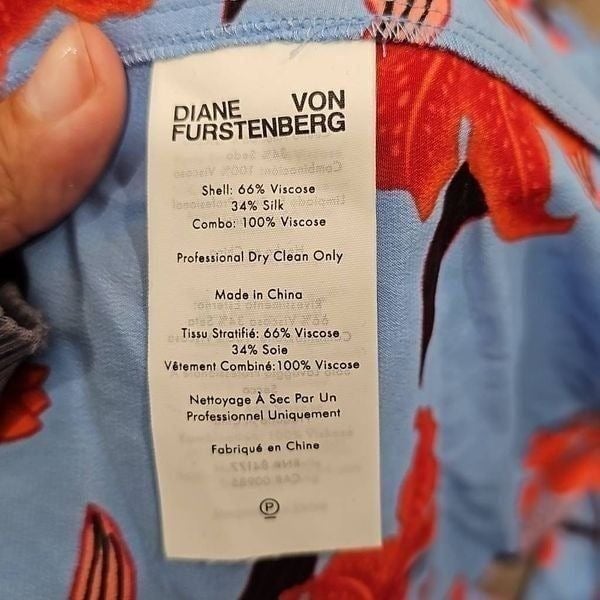 DIANE VON
FURSTENBERG
Shell: 66% Viscose
34% Silk
Combo: 100% Viscose
Professional Dry Clean Only
Made in China
Tissu Stratifié: 66% Viscose
34% Soie
Vêtement Combiné:100% Viscose
Nettoyage À Sec Par Un
Professionnel Uniquement
Fabriqué en Chine
P